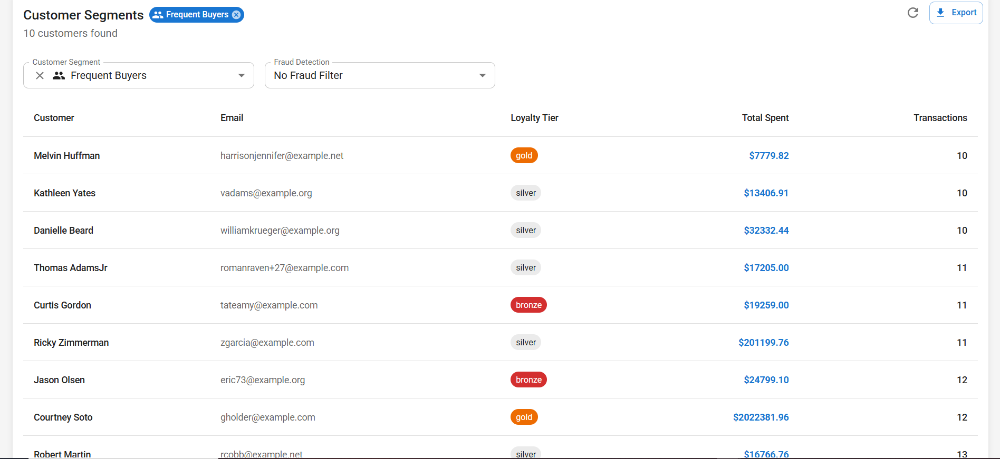 Customer Segments Frequent Buyers Export
10 customers found
Customer Segment Fraud Detection
Frequent Buyers No Fraud Filter
Customer Email Loyalty Tier Total Spent Transactions
Melvin Huffman harrisonjennifer@example.net gold $7779.82 10
Kathleen Yates vadams@example.org silver $13406.91 10
Danielle Beard williamkrueger@example.org silver $32332.44 10
Thomas AdamsJr romanraven+27@example.com silver $17205.00 11
Curtis Gordon tateamy@example.com bronze $19259.00 11
Ricky Zimmerman zgarcia@example.com silver $201199.76 11
Jason Olsen eric73@example.org bronze $24799.10 12
Courtney Soto gholder@example.com gold $2022381.96 12
Robert Martin rcobb@example.net silver $16766.76 13